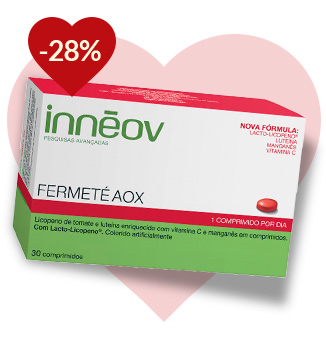 -28%
innēov
PESQUISAS AVANÇADAS
NOVA FÓRMULA:
LACTO-LICOPENO®
LUTEÍNA
MANGANÊS
VITAMINA C
FERMETÉ AOX
1 COMPRIMIDO POR DIA
Licopeno de tomate e luteína enriquecido com vitamina C e manganês em comprimidos.
Com Lacto-Licopeno®. Colorido artificialmente
30 comprimidos